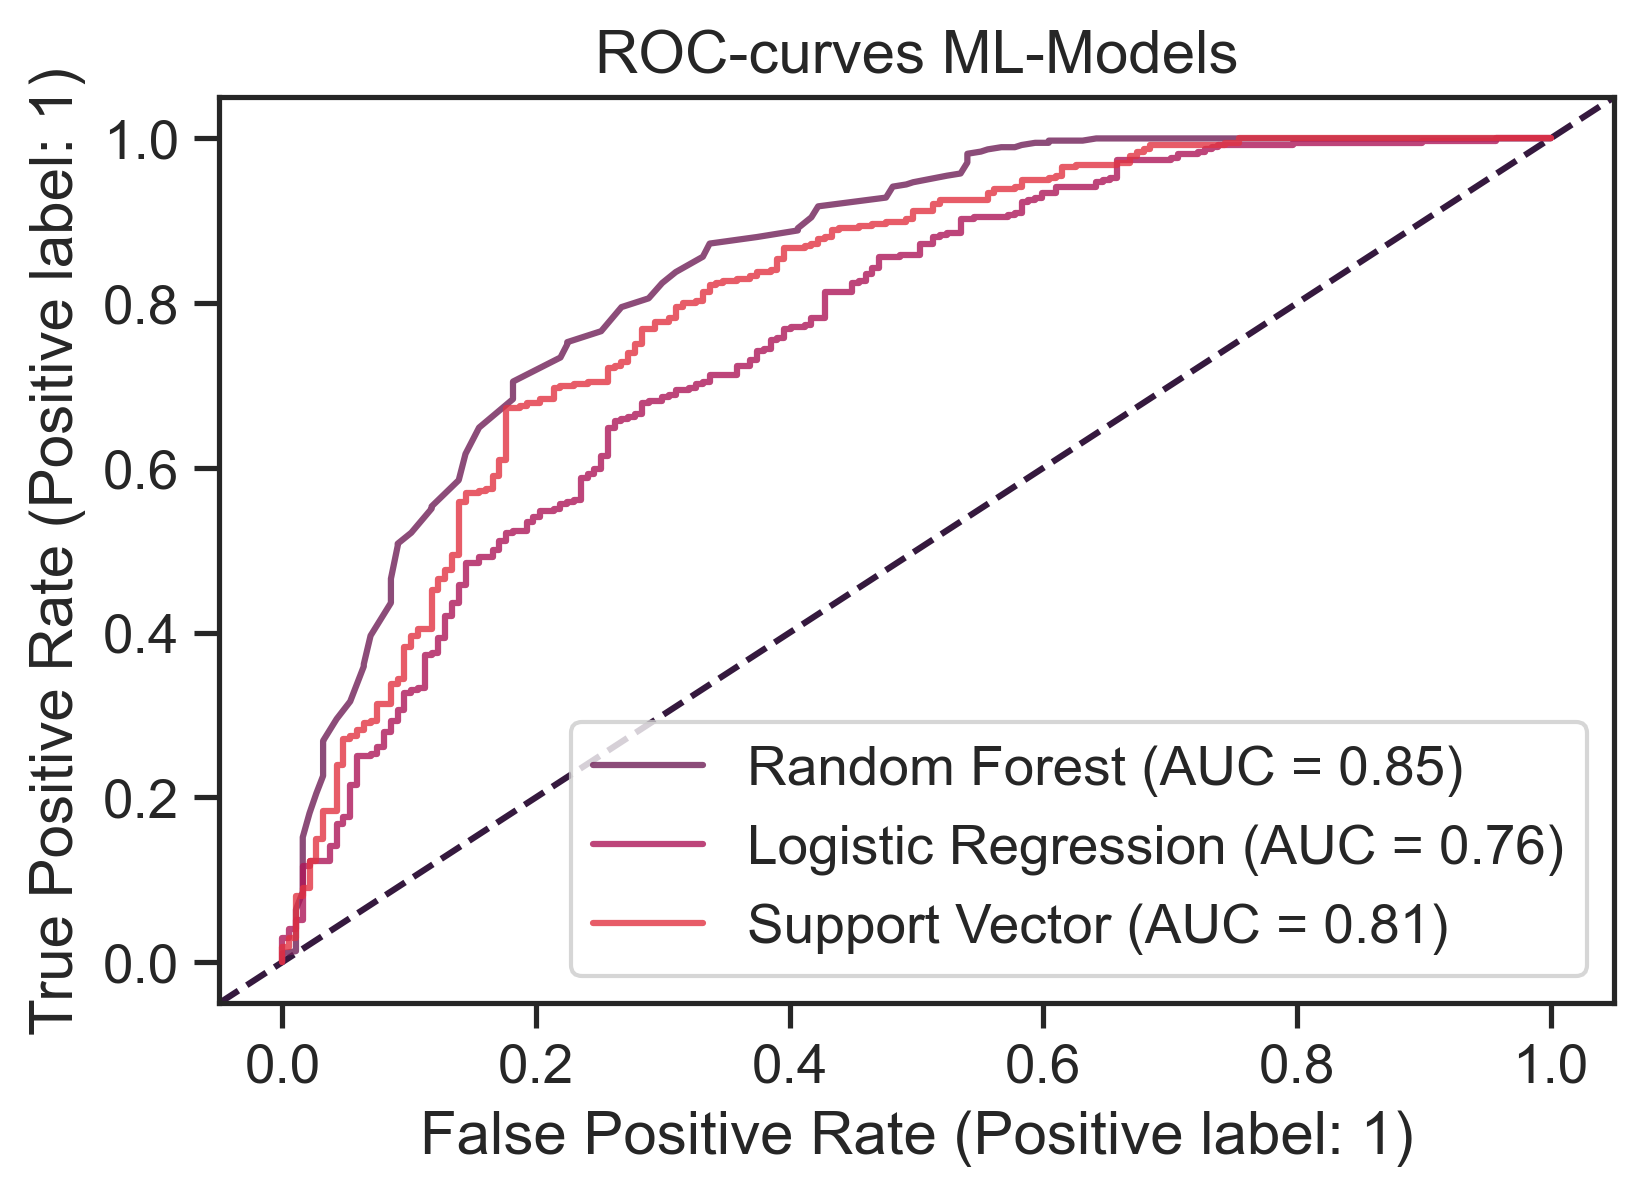 ROC-curves ML-Models
True Positive Rate (Positive label: 1)
1.0
0.8
0.6
0.4
0.2
0.0
Random Forest (AUC = 0.85)
Logistic Regression (AUC = 0.76)
Support Vector (AUC = 0.81)
0.0 0.2 0.4 0.6 0.8 1.0
False Positive Rate (Positive label: 1)